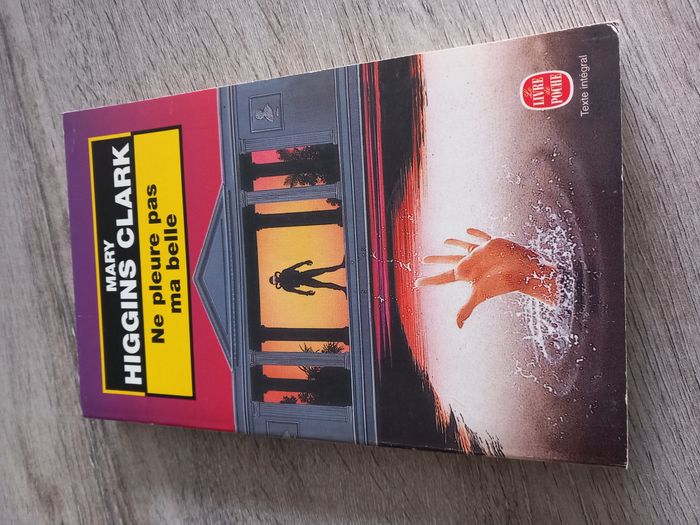 MARY
HIGGINS CLARK
Ne pleure pas
ma belle
Le
LIVRE
de
POCHE
Texte intégral